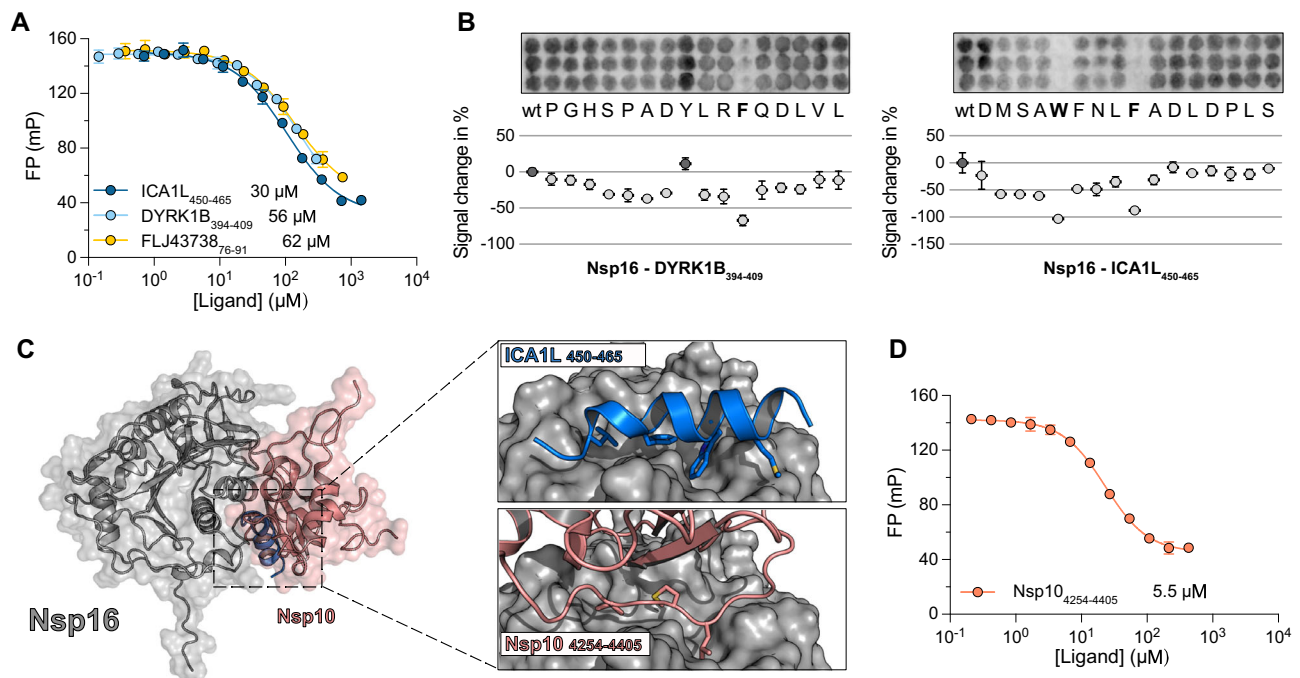 A
160
120
80
40
0
FP (mP)
ICA1L450-465 30 µM
DYRK1B394-409 56 µM
FLJ4373876-91 62 µM
10-1 100 101 102 103 104
[Ligand] (µM)
B
wt P G H S P A D Y L R F Q D L V L
Signal change in %
50
0
-50
-100
Nsp16 - DYRK1B394-409
wt D M S A W F N L F A D L D P L S
Signal change in %
50
0
-50
-100
-150
Nsp16 - ICA1L450-465
C
Nsp16
Nsp10
ICA1L 450-465
Nsp10 4254-4405
D
160
120
80
40
0
FP (mP)
Nsp104254-4405 5.5 µM
10-1 100 101 102 103 104
[Ligand] (µM)